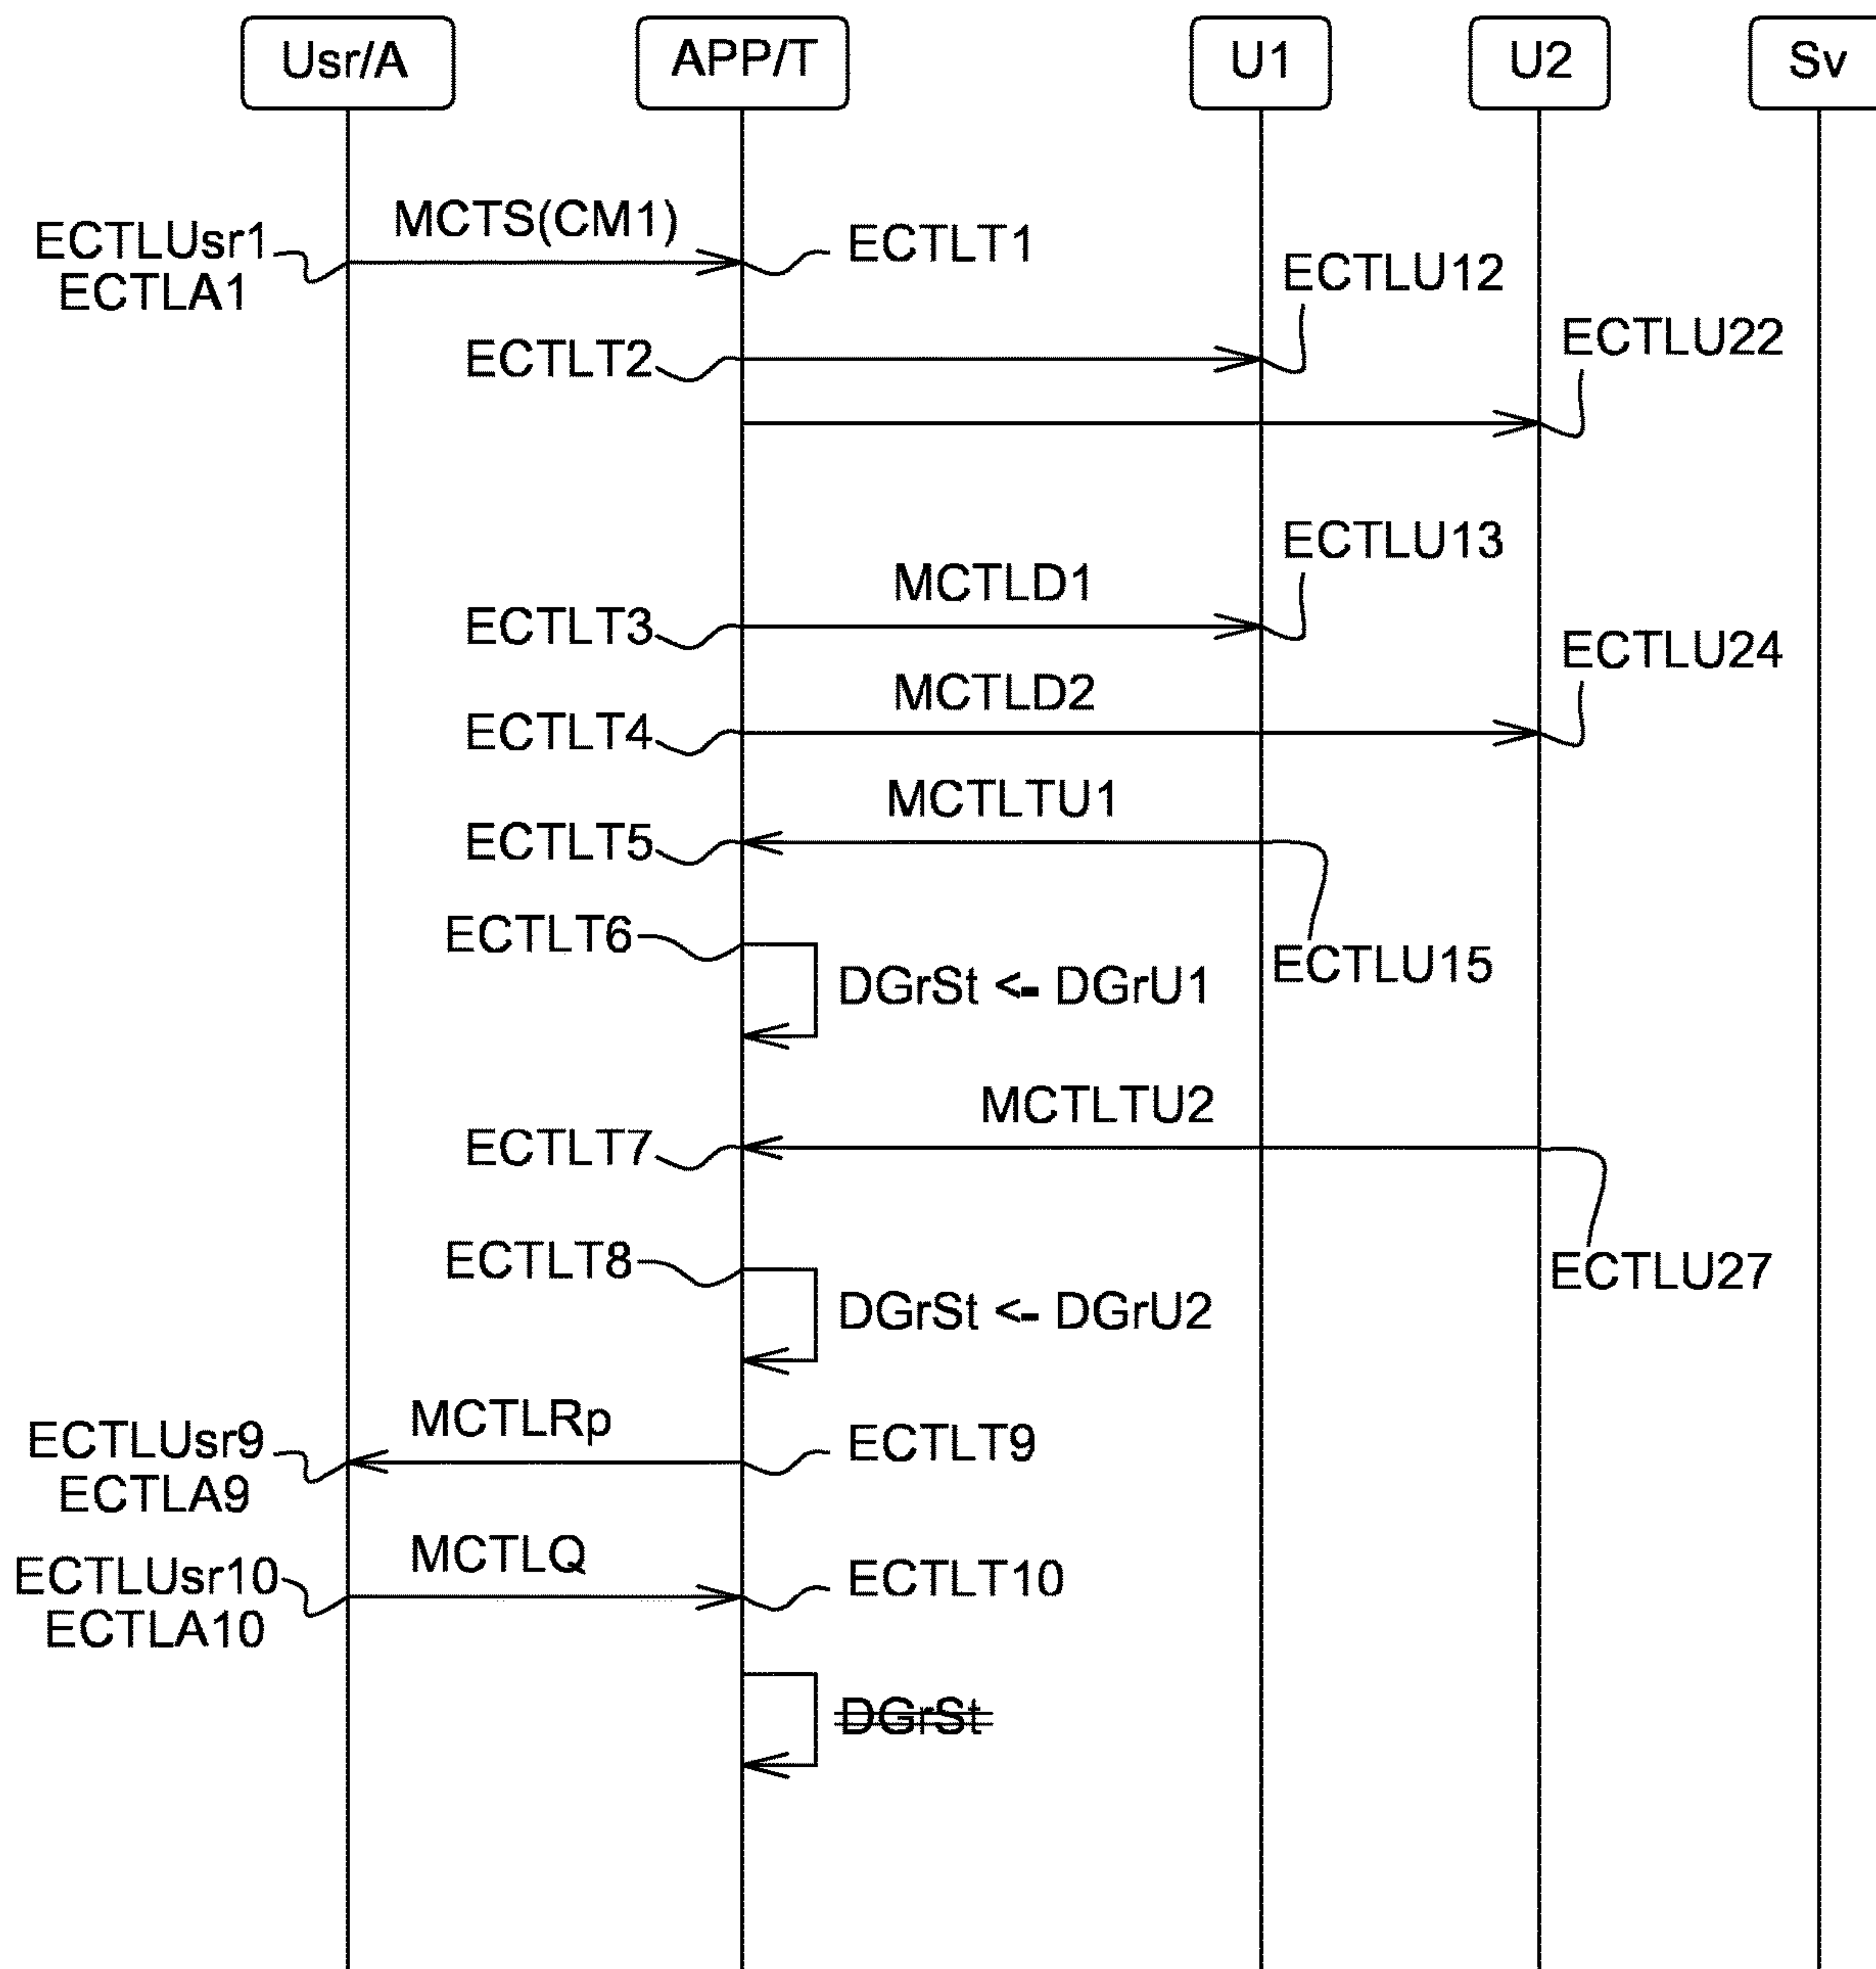 Usr/A
APP/T
U1
U2
Sv
MCTS(CM1)
ECTLUsr1
ECTLA1
ECTLT1
ECTLU12
ECTLT2
ECTLU22
ECTLU13
MCTLD1
ECTLT3
ECTLU24
MCTLD2
ECTLT4
MCTLTU1
ECTLT5
ECTLT6
ECTLU15
DGrSt <- DGrU1
MCTLTU2
ECTLT7
ECTLT8
ECTLU27
DGrSt <- DGrU2
MCTLRp
ECTLUsr9
ECTLA9
ECTLT9
MCTLQ
ECTLUsr10
ECTLA10
ECTLT10
DGrSt